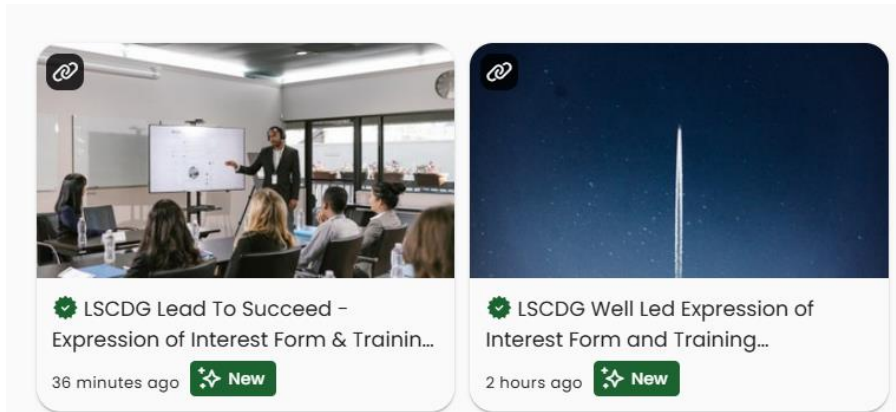 LSCDG Lead To Succeed -
Expression of Interest Form & Trainin...
36 minutes ago
New
LSCDG Well Led Expression of
Interest Form and Training...
2 hours ago
New